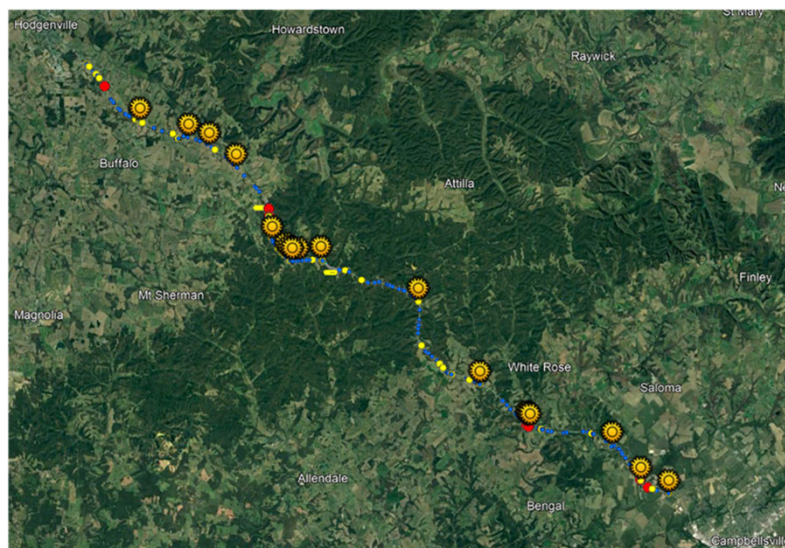 Hodgenville
Howardstown
St Mary
Raywick
Buffalo
Attilla
Finley
Mt Sherman
Magnolia
White Rose
Saloma
Allendale
Bengal
Campbellsville